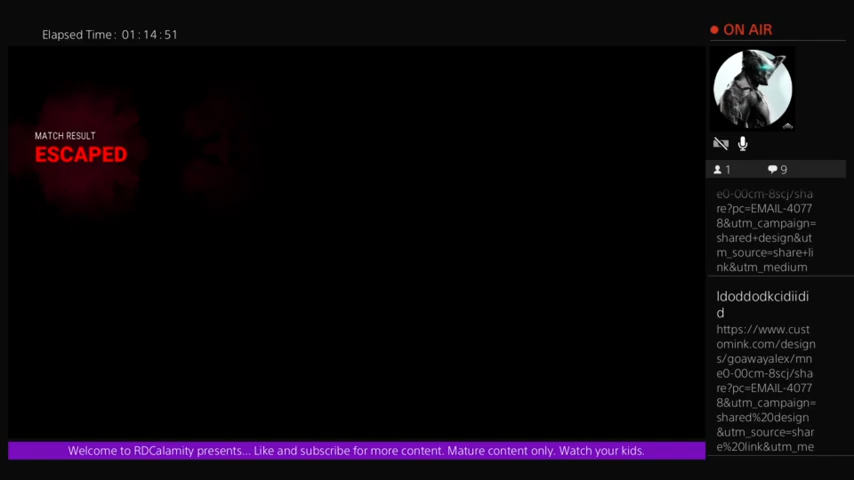 Elapsed Time: 01:14:51
ON AIR
MATCH RESULT
ESCAPED
1
9
e0-00cm-8scj/sha
re?pc=EMAIL-4077
8&utm_campaign=
shared+design&ut
m_source=share+li
nk&utm_medium
ldoddodkcidiidi
d
https://www.cust
omink.com/design
s/goawayalex/mn
e0-00cm-8scj/sha
re?pc=EMAIL-4077
8&utm_campaign=
shared%20design
&utm_source=shar
e%20link&utm_me
Welcome to RDCalamity presents... Like and subscribe for more content. Mature content only. Watch your kids.